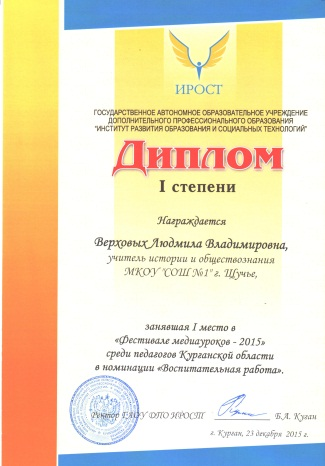 ИРОСТ
ГОСУДАРСТВЕННОЕ АВТОНОМНОЕ ОБРАЗОВАТЕЛЬНОЕ УЧРЕЖДЕНИЕ
ДОПОЛНИТЕЛЬНОГО ПРОФЕССИОНАЛЬНОГО ОБРАЗОВАНИЯ
"ИНСТИТУТ РАЗВИТИЯ ОБРАЗОВАНИЯ И СОЦИАЛЬНЫХ ТЕХНОЛОГИЙ"
Диплом
I степени
Награждается
Верховых Людмила Владимировна,
учитель истории и обществознания
МКОУ "СОШ №1" г. Щучье,
занявшая I место в
«Фестивале медиауроков - 2015»
среди педагогов Курганской области
в номинации «Воспитательная работа».
Ректор ГАОУ ДПО ИРОСТ Б.А. Куган
г. Курган, 23 декабря 2015 г.